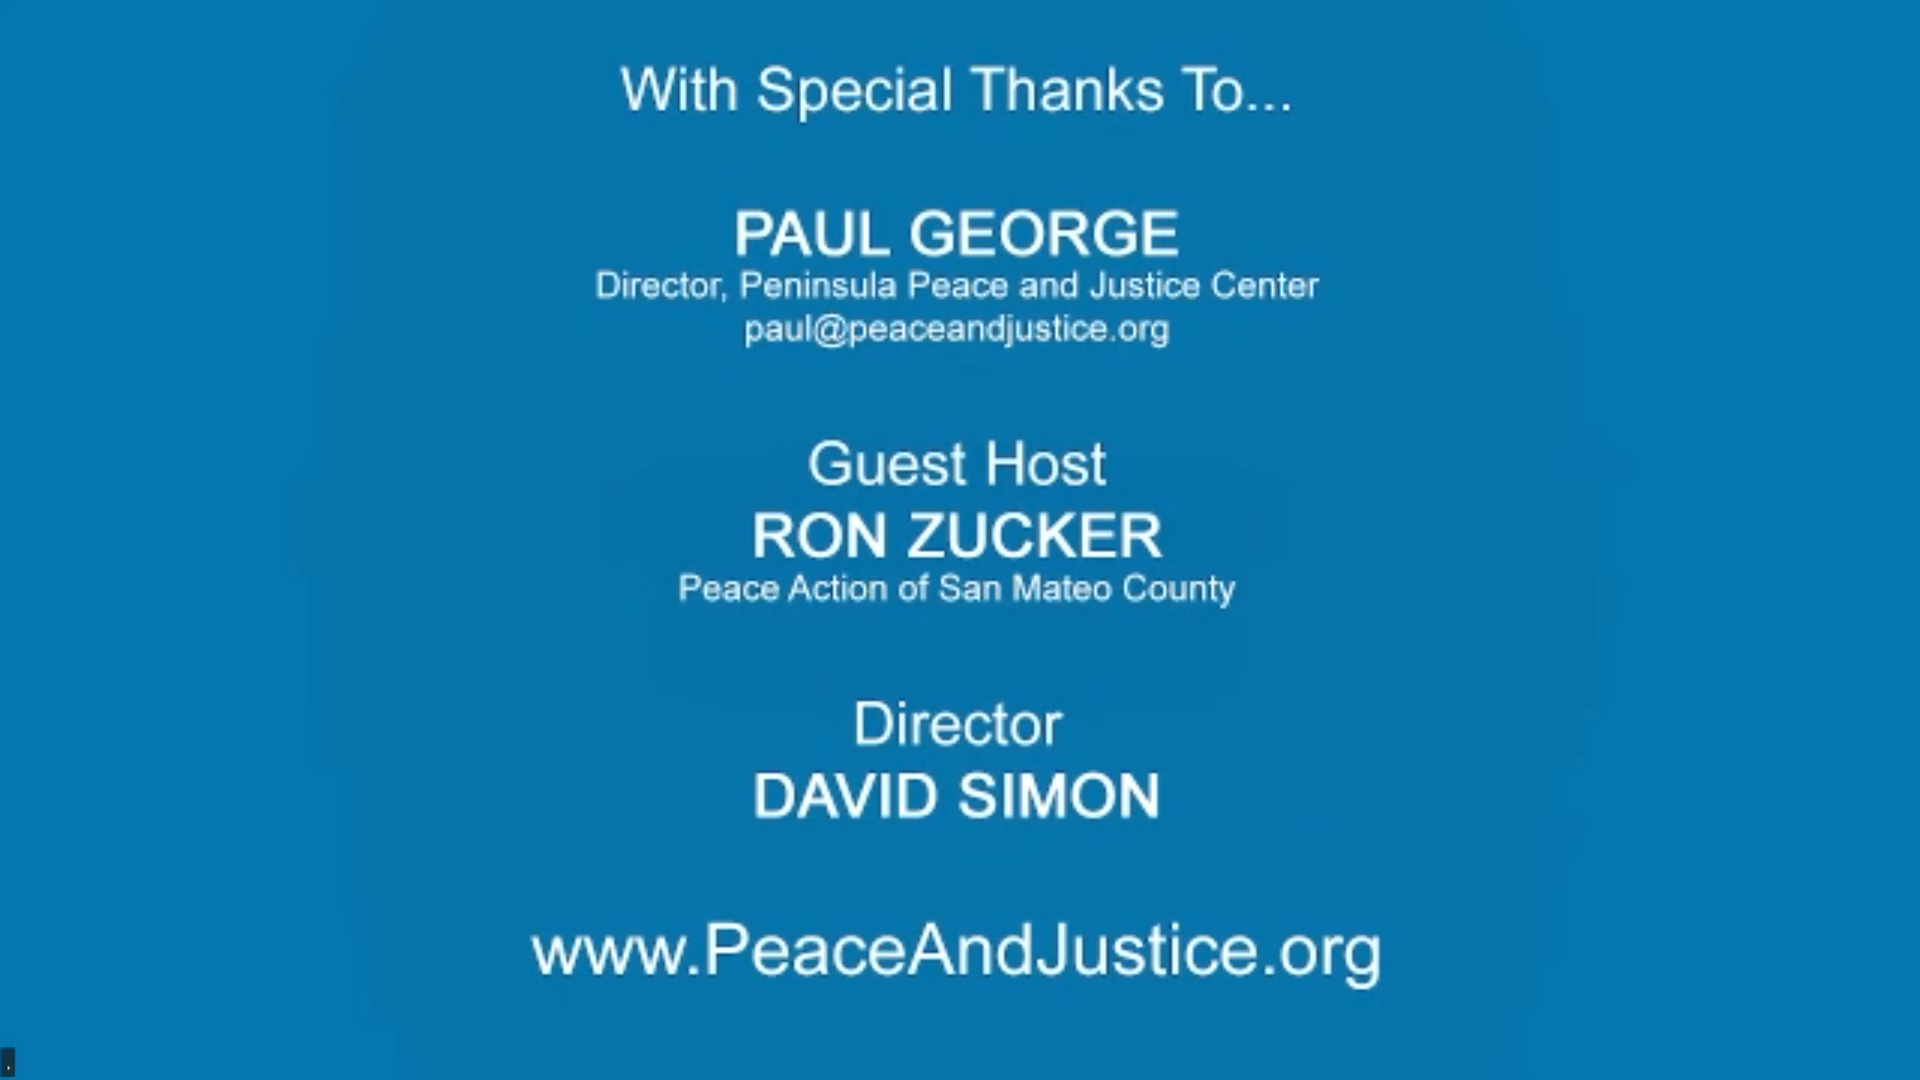 With Special Thanks To...
PAUL GEORGE
Director, Peninsula Peace and Justice Center
paul@peaceandjustice.org
Guest Host
RON ZUCKER
Peace Action of San Mateo County
Director
DAVID SIMON
www.PeaceAndJustice.org